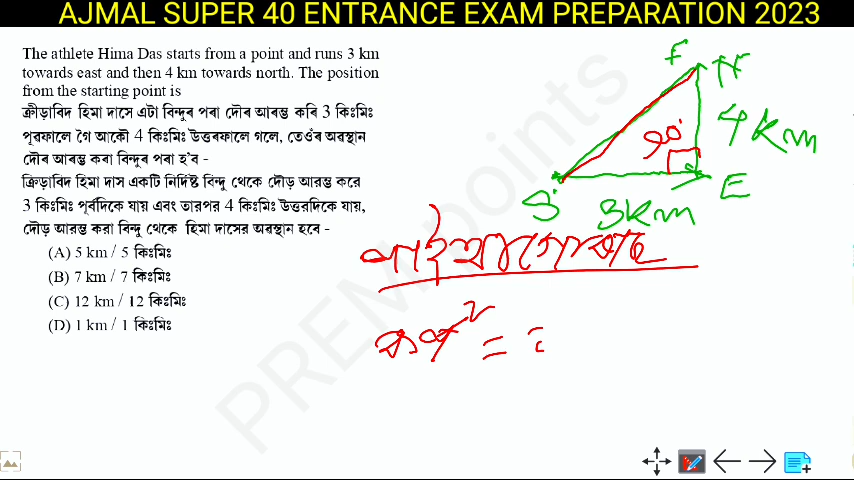 AJMAL SUPER 40 ENTRANCE EXAM PREPARATION 2023
The athlete Hima Das starts from a point and runs 3 km
towards east and then 4 km towards north. The position
from the starting point is
ক্রীড়াবিদ হিমা দাসে এটা বিন্দুৰ পৰা দৌৰ আৰম্ভ কৰি 3 কিঃমিঃ
পূৱফালে গৈ আকৌ 4 কিঃমিঃ উত্তৰফালে গলে, তেওঁৰ অৱস্থান
দৌৰ আৰম্ভ কৰা বিন্দুৰ পৰা হ’ব -
ক্রিড়াবিদ হিমা দাস একটি নির্দিষ্ট বিন্দু থেকে দৌড় আরম্ভ করে
3 কিঃমিঃ পূর্বদিকে যায় এবং তারপর 4 কিঃমিঃ উত্তরদিকে যায়,
দৌড় আরম্ভ করা বিন্দু থেকে হিমা দাসের অবস্থান হবে -
(A) 5 km / 5 কিঃমিঃ
(B) 7 km / 7 কিঃমিঃ
(C) 12 km / 12 কিঃমিঃ
(D) 1 km / 1 কিঃমিঃ
F N
4 km
90°
E
S 3km
=
PREM points